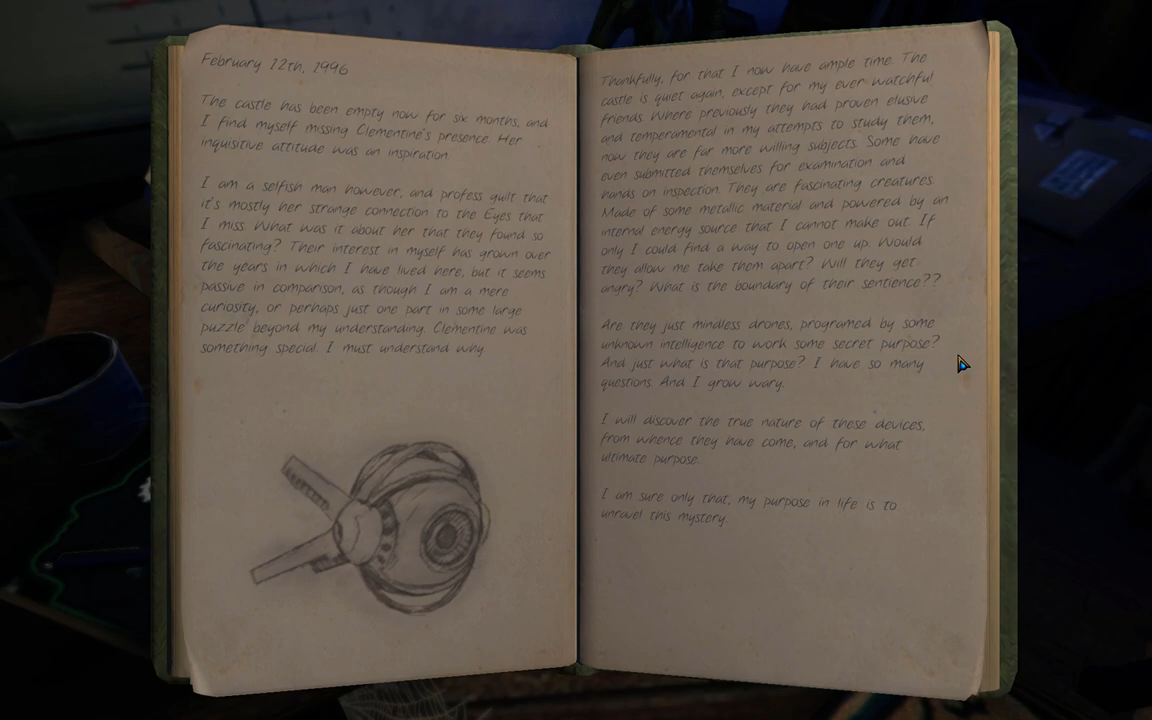 February 12th, 1996
The castle has been empty now for six months, and
I find myself missing Clementine's presence. Her
inquisitive attitude was an inspiration.
I am a selfish man however, and profess guilt that
it's mostly her strange connection to the Eyes that
I miss. What was it about her that they found so
fascinating? Their interest in myself has grown over
the years in which I have lived here, but it seems
passive in comparison, as though I am a mere
curiosity, or perhaps just one part in some large
puzzle beyond my understanding. Clementine was
something special. I must understand why.
Thankfully, for that I now have ample time. The
castle is quiet again, except for my ever watchful
friends. Where previously they had proven elusive
and temperamental in my attempts to study them,
now they are far more willing subjects. Some have
even submitted themselves for examination and
hands on inspection. They are fascinating creatures.
Made of some metallic material and powered by an
internal energy source that I cannot make out. If
only I could find a way to open one up. Would
they allow me take them apart? Will they get
angry? What is the boundary of their sentience??
Are they just mindless drones, programed by some
unknown intelligence to work some secret purpose?
And just what is that purpose? I have so many
questions. And I grow wary.
I will discover the true nature of these devices,
from whence they have come, and for what
ultimate purpose.
I am sure only that, my purpose in life is to
unravel this mystery.